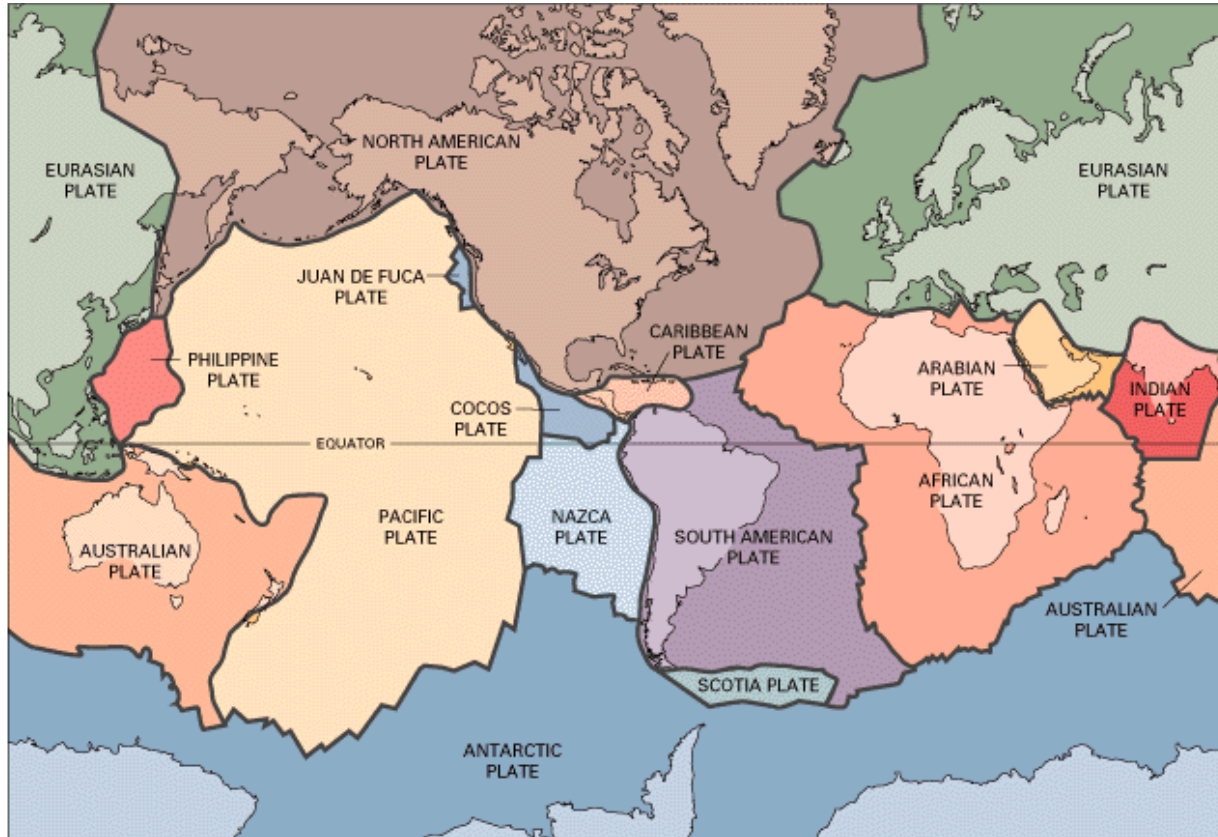 NORTH AMERICAN
PLATE
EURASIAN
PLATE
EURASIAN
PLATE
JUAN DE FUCA
PLATE
CARIBBEAN
PLATE
PHILIPPINE
PLATE
ARABIAN
PLATE
INDIAN
PLATE
COCOS
PLATE
EQUATOR
AFRICAN
PLATE
PACIFIC
PLATE
NAZCA
PLATE
SOUTH AMERICAN
PLATE
AUSTRALIAN
PLATE
AUSTRALIAN
PLATE
SCOTIA PLATE
ANTARCTIC
PLATE